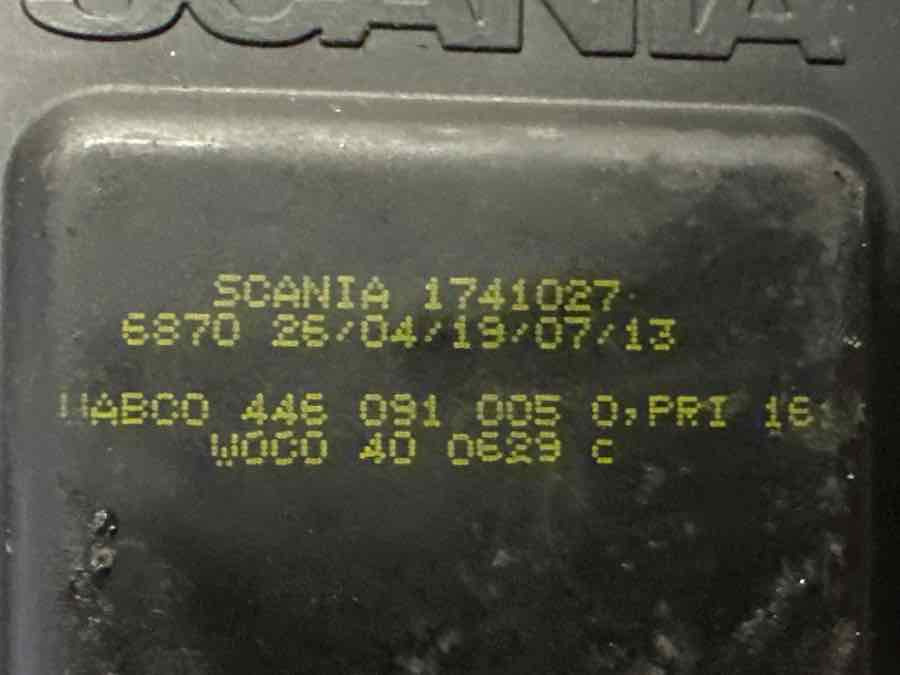 SCANIA
SCANIA 1741027
6870 26/04/19/07/13
WABCO 446 091 005 0,PRI 16
WOCO 40 0629 C